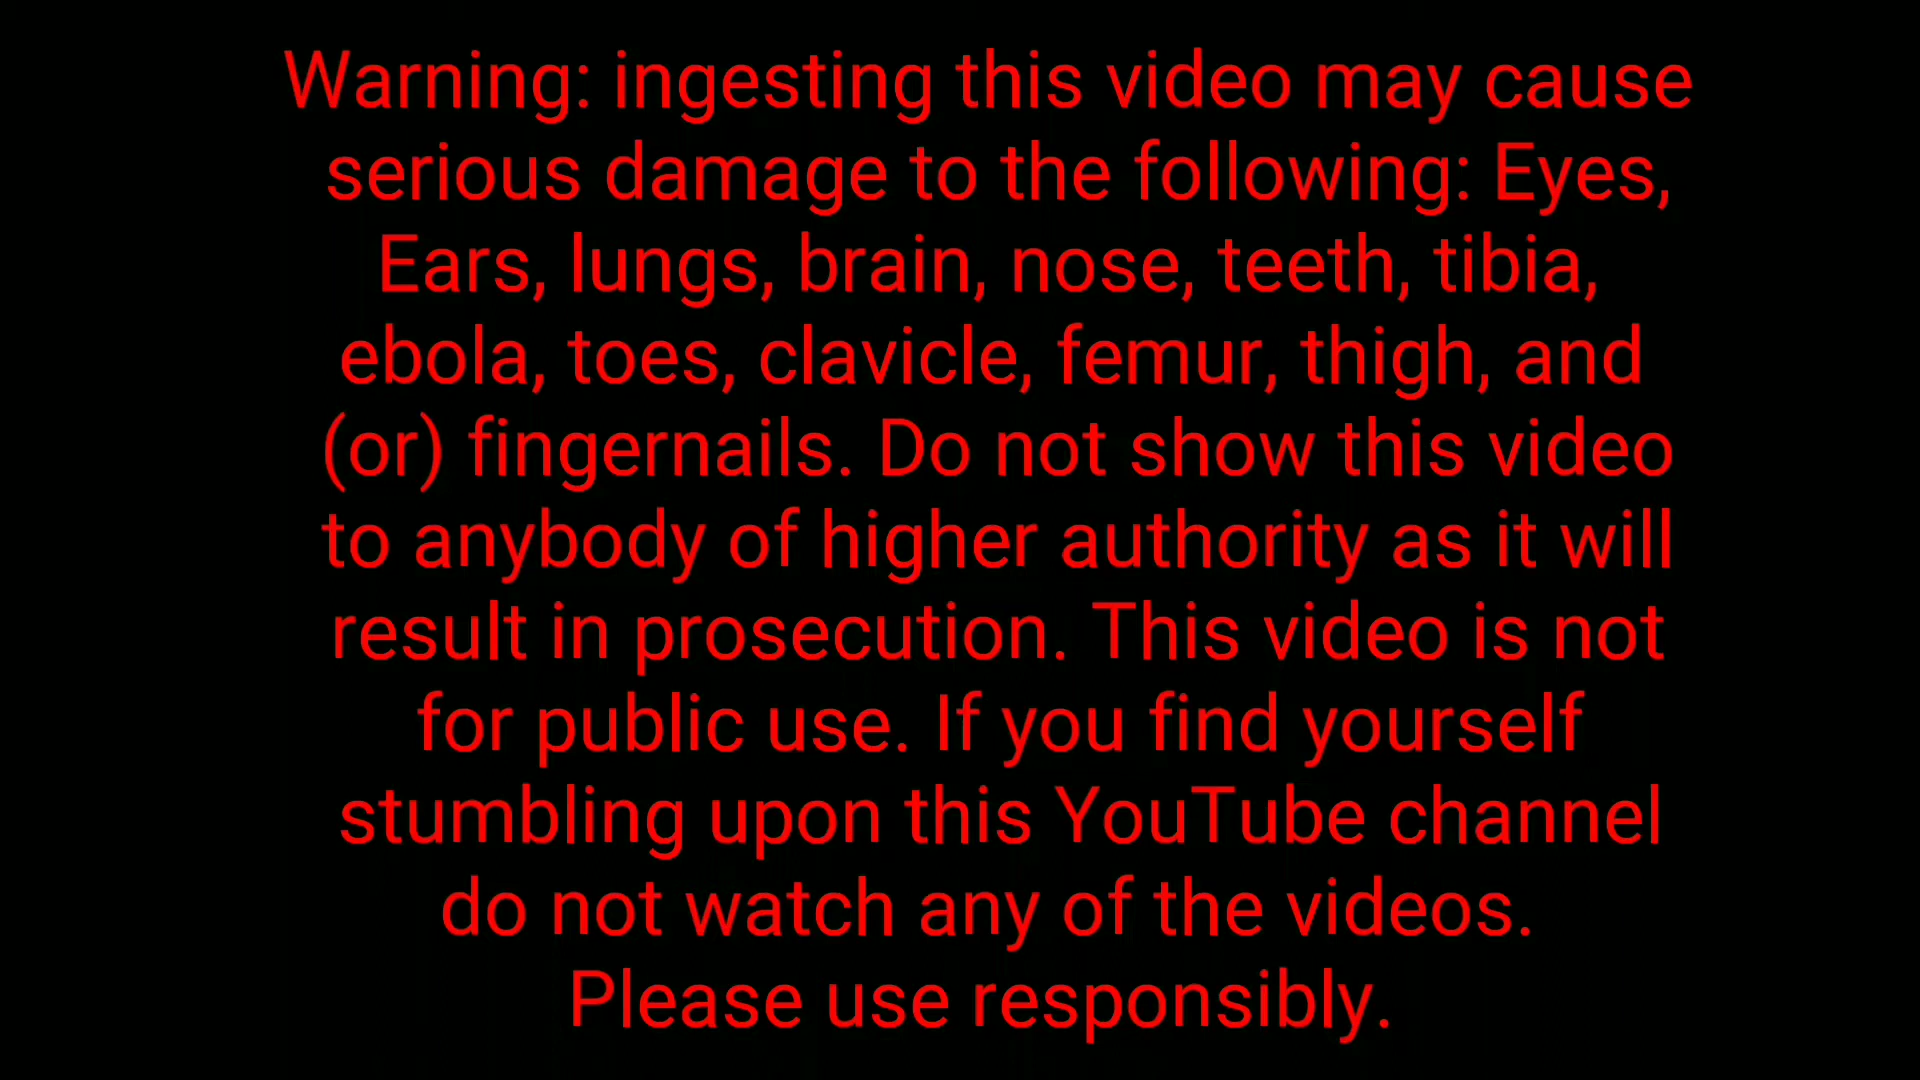 Warning: ingesting this video may cause
serious damage to the following: Eyes,
Ears, lungs, brain, nose, teeth, tibia,
ebola, toes, clavicle, femur, thigh, and
(or) fingernails. Do not show this video
to anybody of higher authority as it will
result in prosecution. This video is not
for public use. If you find yourself
stumbling upon this YouTube channel
do not watch any of the videos.
Please use responsibly.